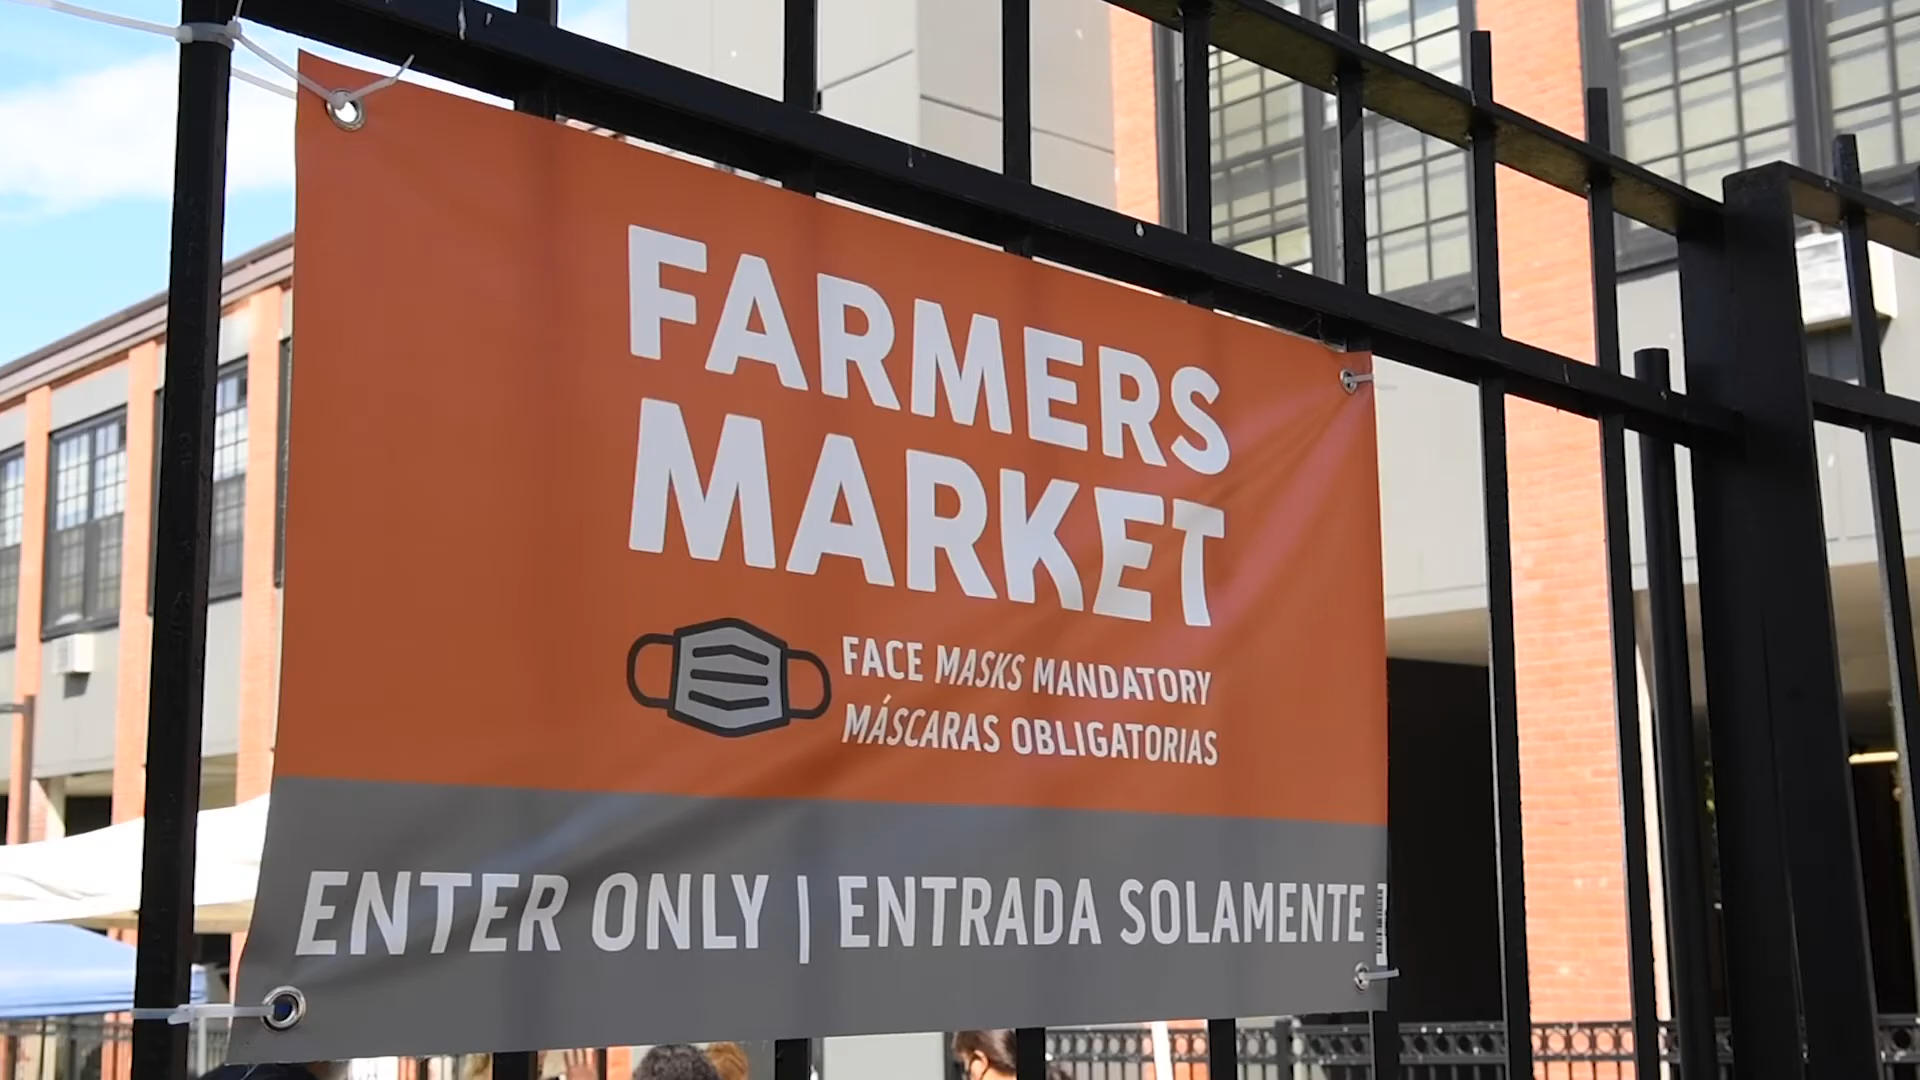 FARMERS
MARKET
FACE MASKS MANDATORY
MÁSCARAS OBLIGATORIAS
ENTER ONLY | ENTRADA SOLAMENTE